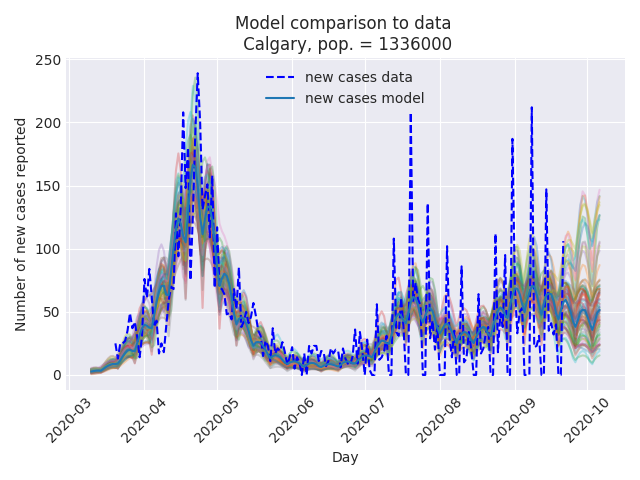 Model comparison to data
Calgary, pop. = 1336000
new cases data
new cases model
Number of new cases reported
250
200
150
100
50
0
2020-03
2020-04
2020-05
2020-06
2020-07
2020-08
2020-09
2020-10
Day